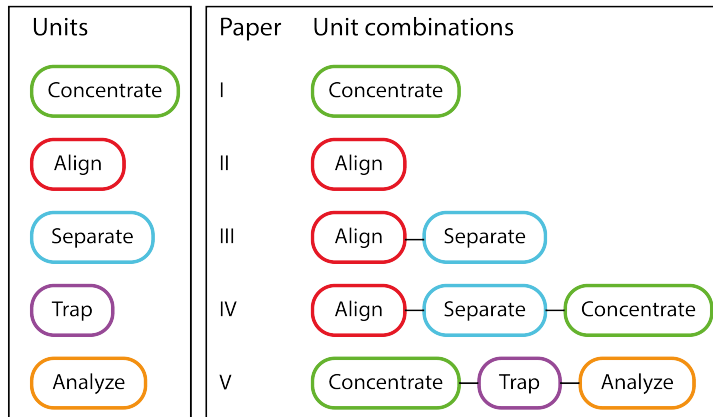 Units
Concentrate
Align
Separate
Trap
Analyze
Paper Unit combinations
I Concentrate
II Align
III Align Separate
IV Align Separate Concentrate
V Concentrate Trap Analyze